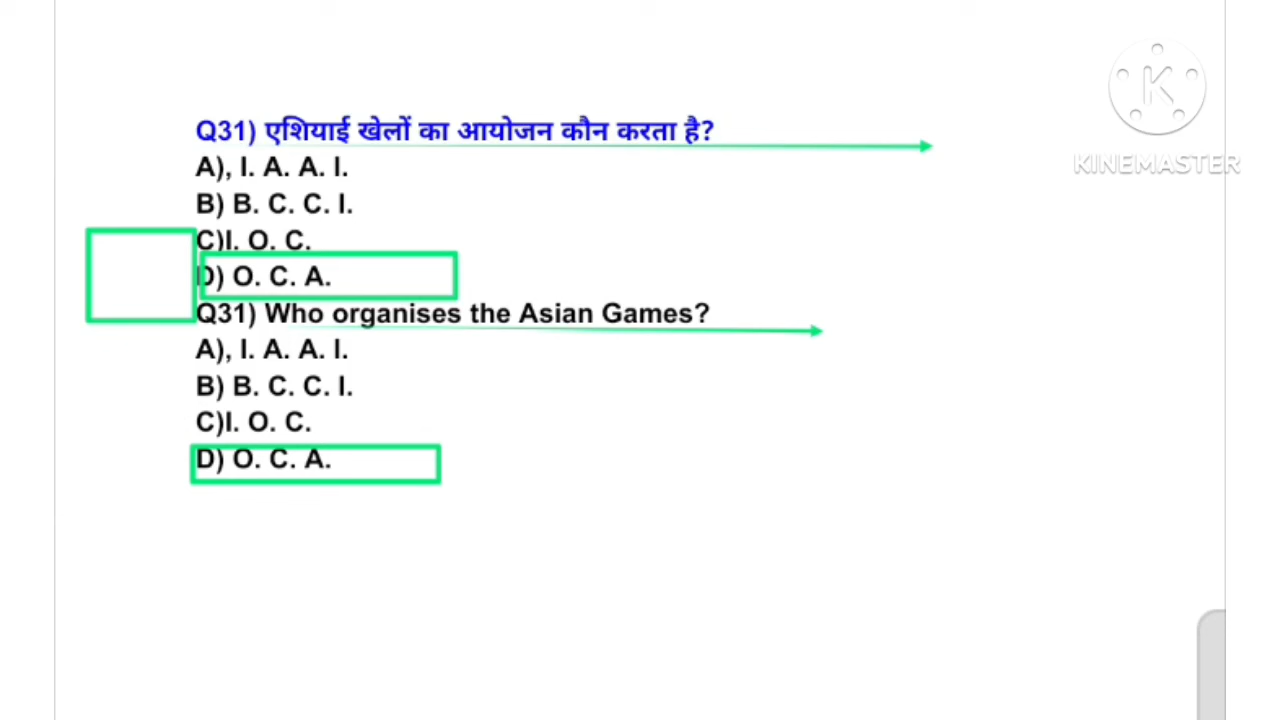 Q31) एशियाई खेलों का आयोजन कौन करता है?
A), I. A. A. I.
B) B. C. C. I.
C)I. O. C.
D) O. C. A.
Q31) Who organises the Asian Games?
A), I. A. A. I.
B) B. C. C. I.
C)I. O. C.
D) O. C. A.
K
KINEMASTER